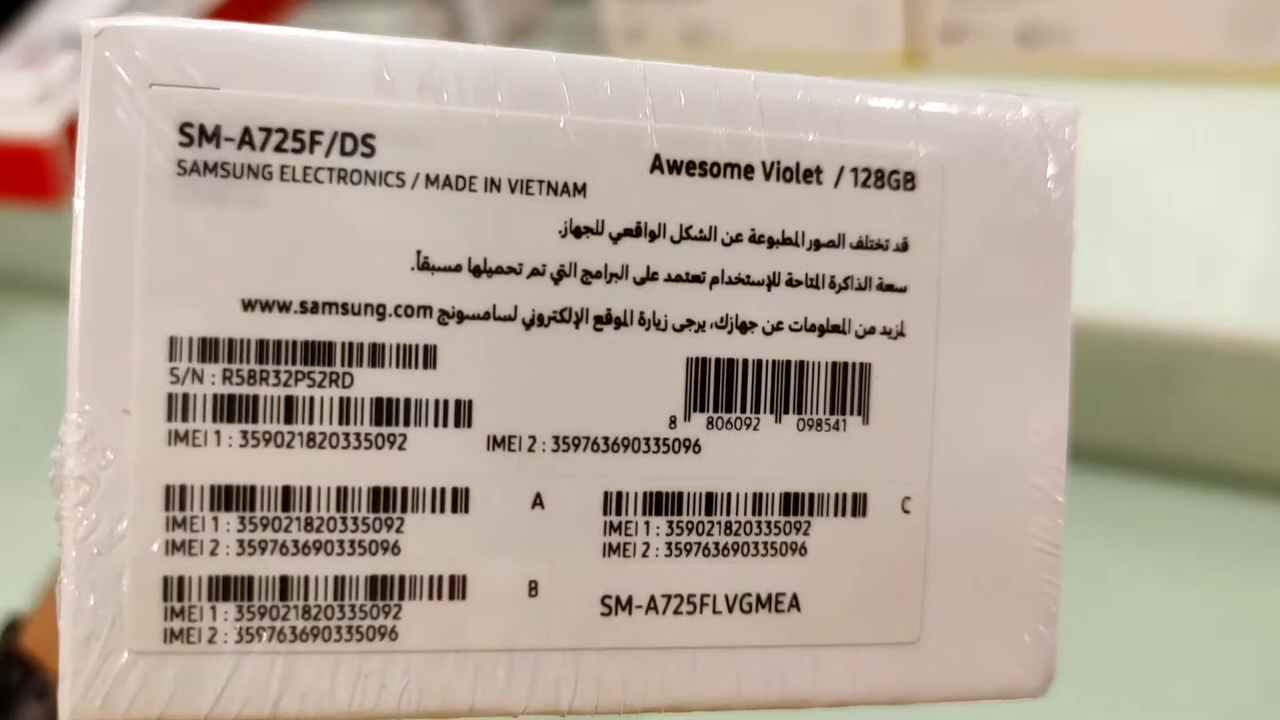 SM-A725F/DS
SAMSUNG ELECTRONICS / MADE IN VIETNAM
Awesome Violet / 128GB
قد تختلف الصور المطبوعة عن الشكل الواقعي للجهاز.
سعة الذاكرة المتاحة للإستخدام تعتمد على البرامج التي تم تحميلها مسبقاً.
لمزيد من المعلومات عن جهازك، يرجى زيارة الموقع الإلكتروني لسامسونج www.samsung.com
S/N : R58R32PS2RD
8 806092 098541
IMEI 1 : 359021820335092
IMEI 2 : 359763690335096
A
IMEI 1 : 359021820335092
IMEI 2 : 359763690335096
C
IMEI 1 : 359021820335092
IMEI 2 : 359763690335096
B
IMEI 1 : 359021820335092
IMEI 2 : 359763690335096
SM-A725FLVGMEA